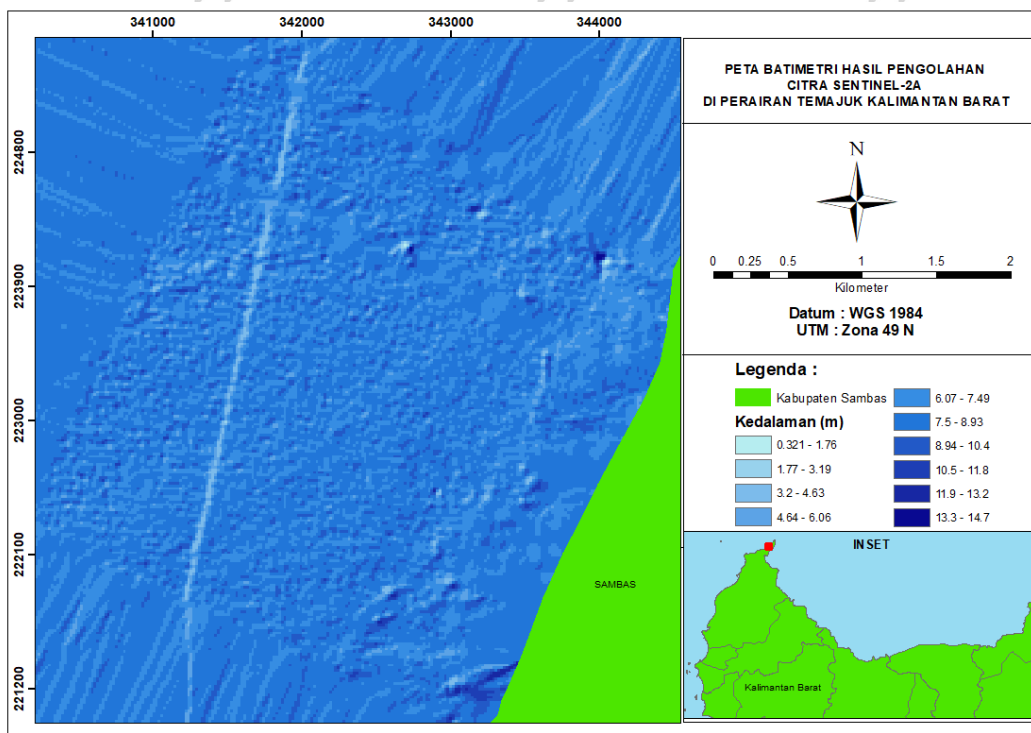 341000 342000 343000 344000
224800
223900
223000
222100
221200
SAMBAS
PETA BATIMETRI HASIL PENGOLAHAN
CITRA SENTINEL-2A
DI PERAIRAN TEMAJUK KALIMANTAN BARAT
N
0 0.25 0.5 1 1.5 2
Kilometer
Datum : WGS 1984
UTM : Zona 49 N
Legenda :
Kabupaten Sambas
Kedalaman (m)
0.321 - 1.76
1.77 - 3.19
3.2 - 4.63
4.64 - 6.06
6.07 - 7.49
7.5 - 8.93
8.94 - 10.4
10.5 - 11.8
11.9 - 13.2
13.3 - 14.7
INSET
Kalimantan Barat